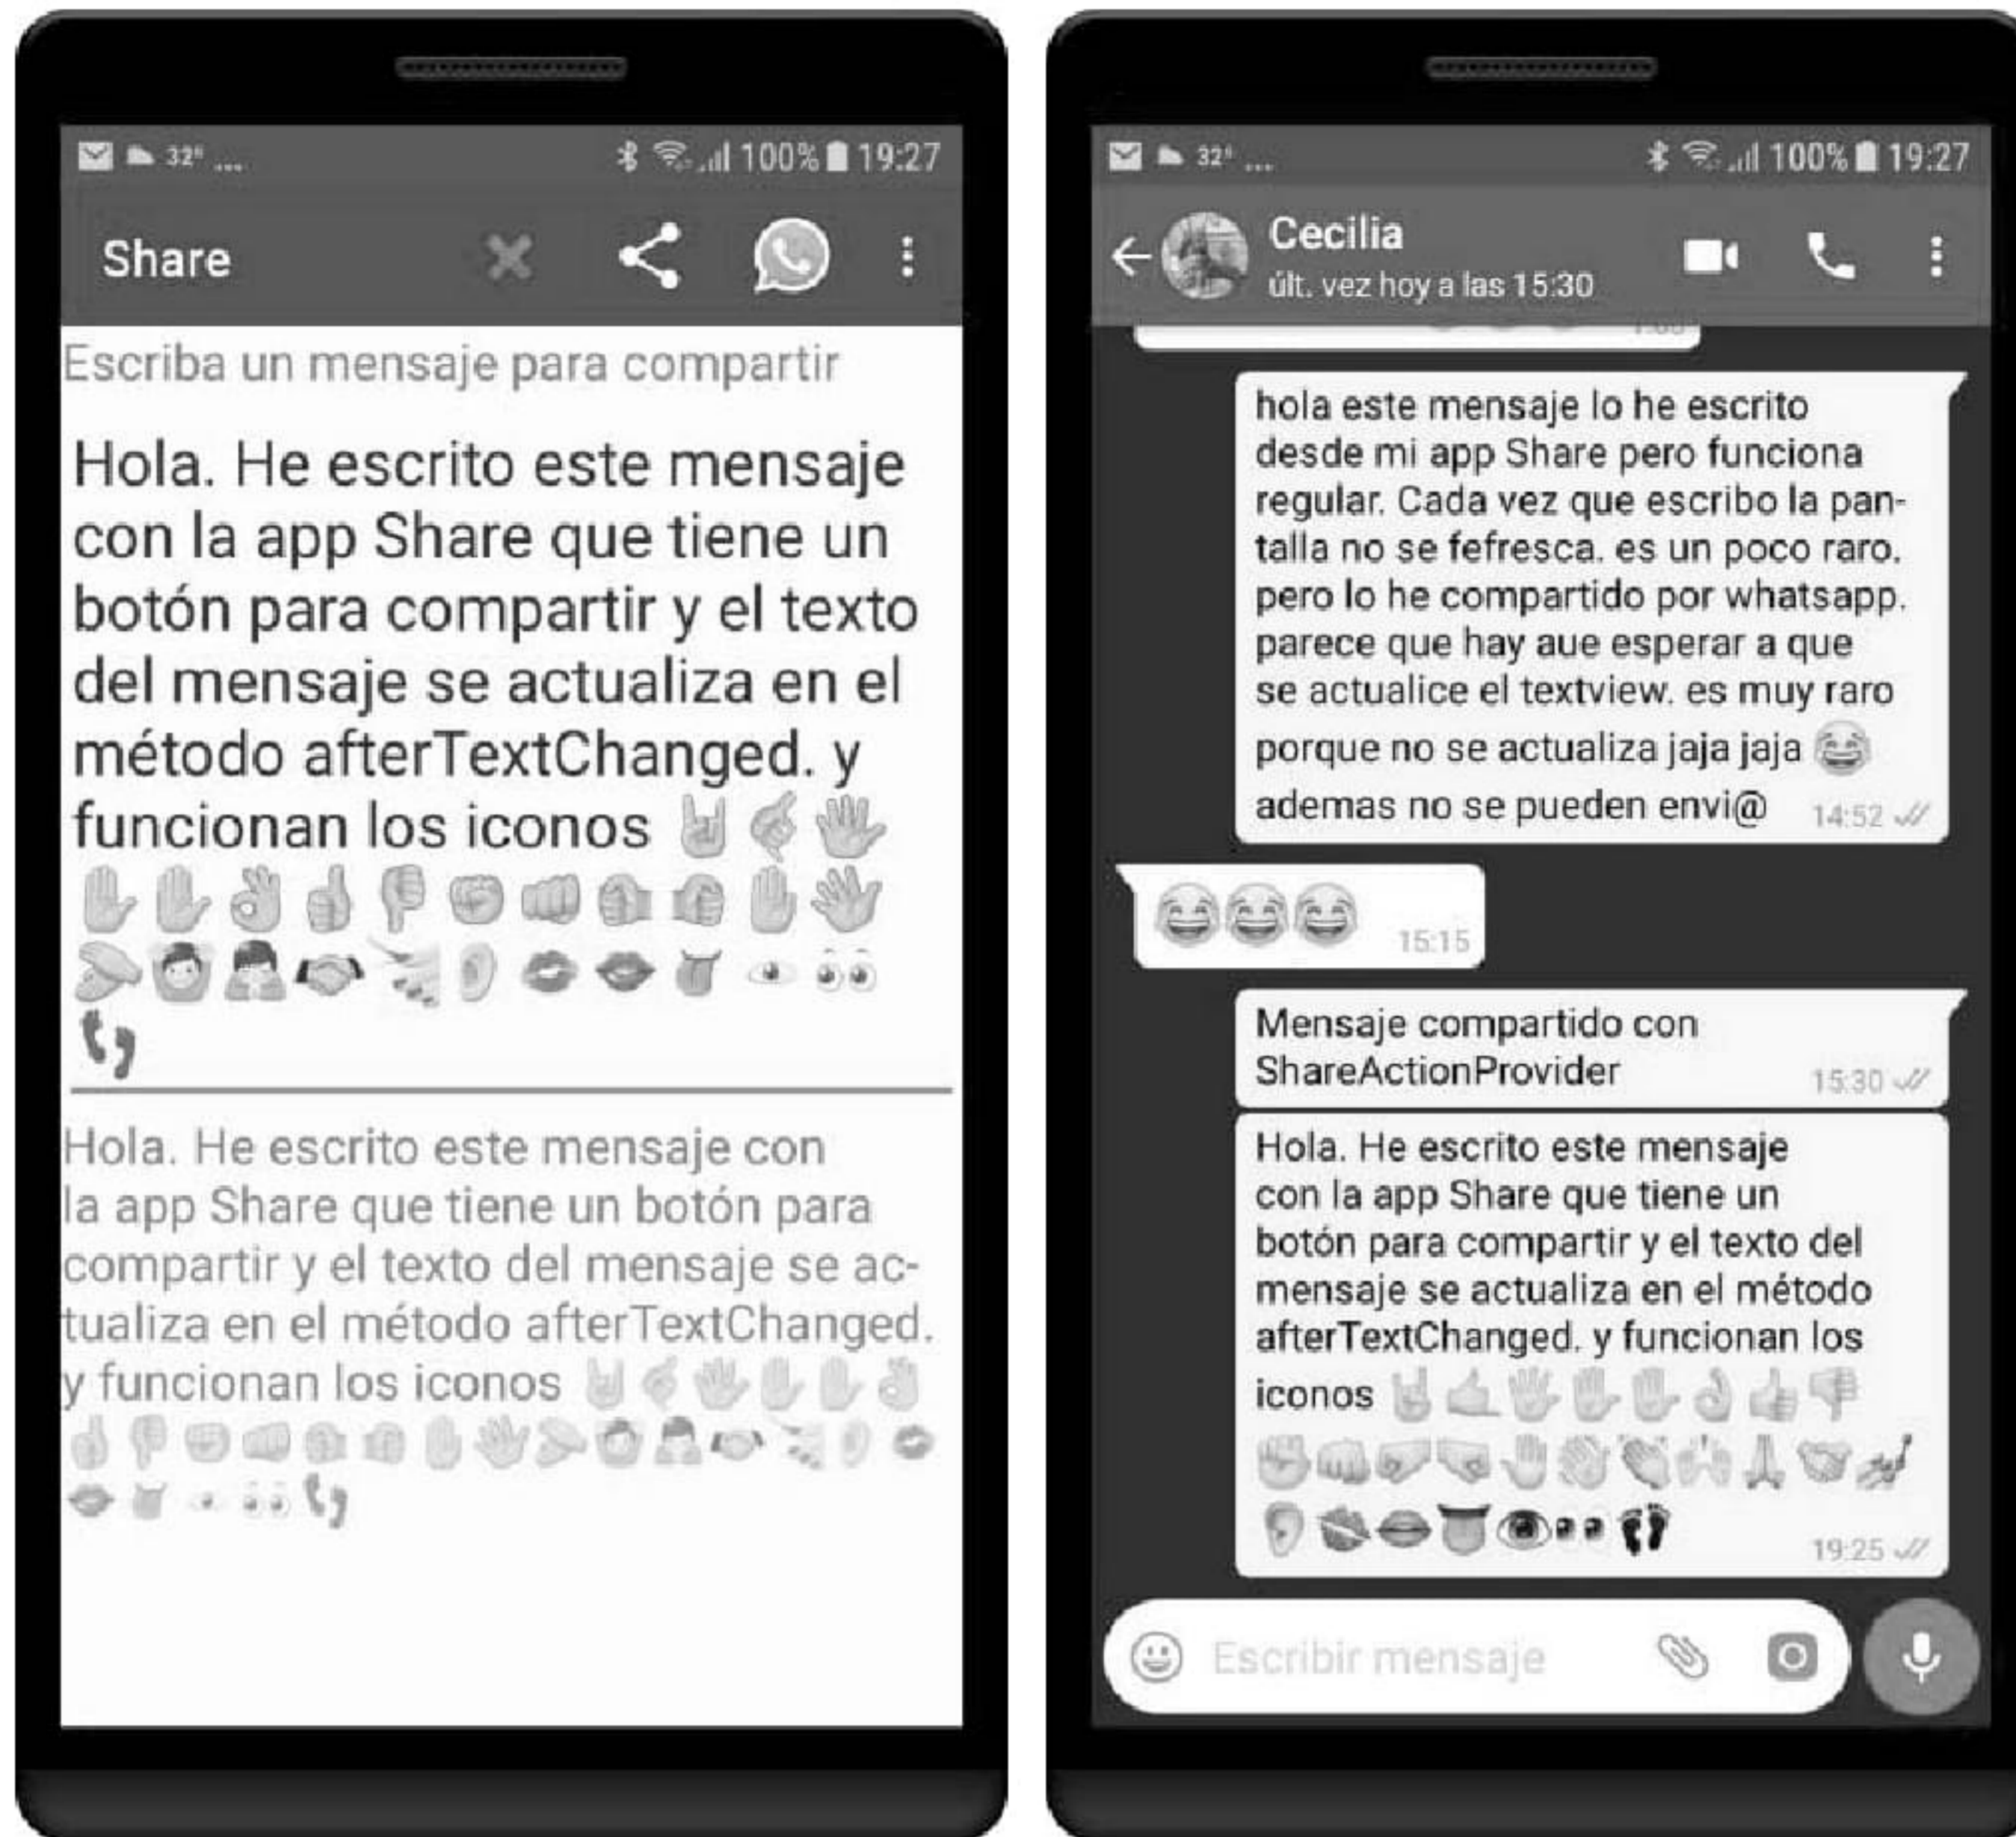 32° ... 100% 19:27
Share
Escriba un mensaje para compartir
Hola. He escrito este mensaje
con la app Share que tiene un
botón para compartir y el texto
del mensaje se actualiza en el
método afterTextChanged. y
funcionan los iconos 🤘 🤙 🖐
✋ ✋ 👌 👍 👎 ✊ 👊 🤛 🤜 🤚 👋
👏 🙌 🙏 🤝 💅 👂 💋 👄 👅 👁 👀
👣
Hola. He escrito este mensaje con
la app Share que tiene un botón para
compartir y el texto del mensaje se ac-
tualiza en el método afterTextChanged.
y funcionan los iconos 🤘 🤙 🖐 ✋ ✋ 👌
👍 👎 ✊ 👊 🤛 🤜 🤚 👋 👏 🙌 🙏 🤝 💅 👂 💋
👄 👅 👁 👀 👣
32° ... 100% 19:27
Cecilia
últ. vez hoy a las 15:30
hola este mensaje lo he escrito
desde mi app Share pero funciona
regular. Cada vez que escribo la pan-
talla no se fefresca. es un poco raro.
pero lo he compartido por whatsapp.
parece que hay aue esperar a que
se actualice el textview. es muy raro
porque no se actualiza jaja jaja 😂
ademas no se pueden envi@ 14:52
😂😂😂 15:15
Mensaje compartido con
ShareActionProvider 15:30
Hola. He escrito este mensaje
con la app Share que tiene un
botón para compartir y el texto del
mensaje se actualiza en el método
afterTextChanged. y funcionan los
iconos 🤘 🤙 🖐 ✋ ✋ 👌 👍 👎
✊ 👊 🤛 🤜 🤚 👋 👏 🙌 🙏 🤝 💅
👂 💋 👄 👅 👁 👀 👣 19:25
Escribir mensaje